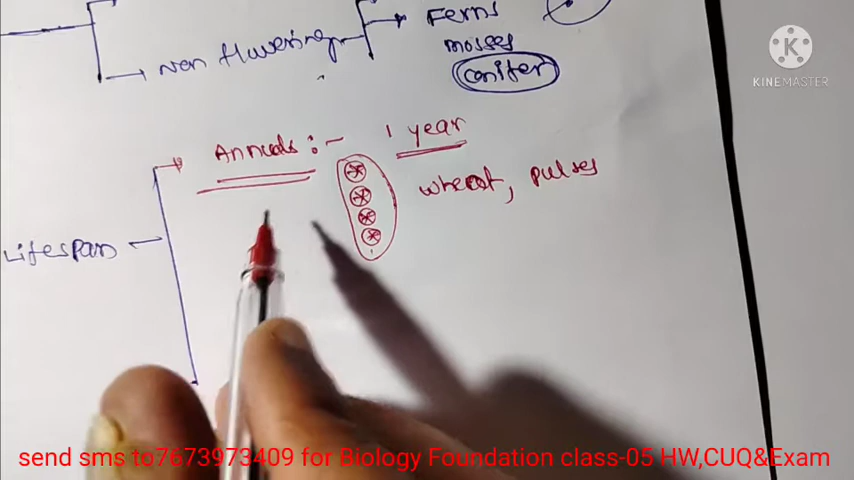 Ferns
Non flowering
mosses
conifer
KINEMASTER
Annuals :- 1 year
wheat, pulses
Lifespan
send sms to7673973409 for Biology Foundation class-05 HW,CUQ&Exam